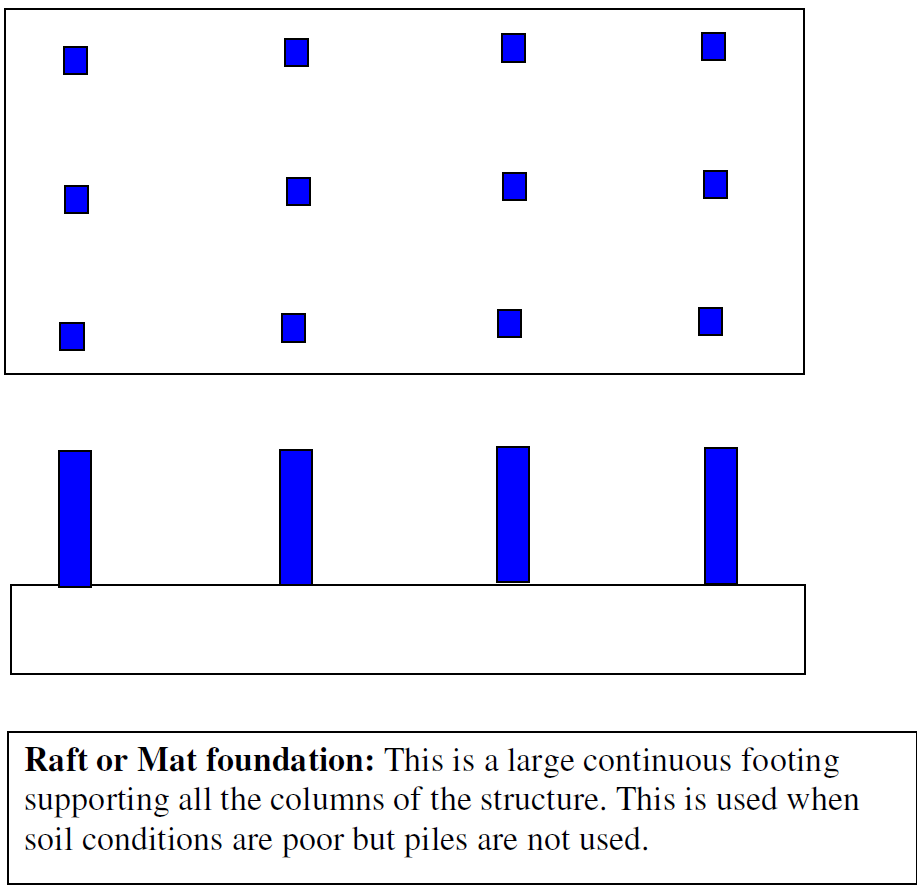 Raft or Mat foundation: This is a large continuous footing
supporting all the columns of the structure. This is used when
soil conditions are poor but piles are not used.